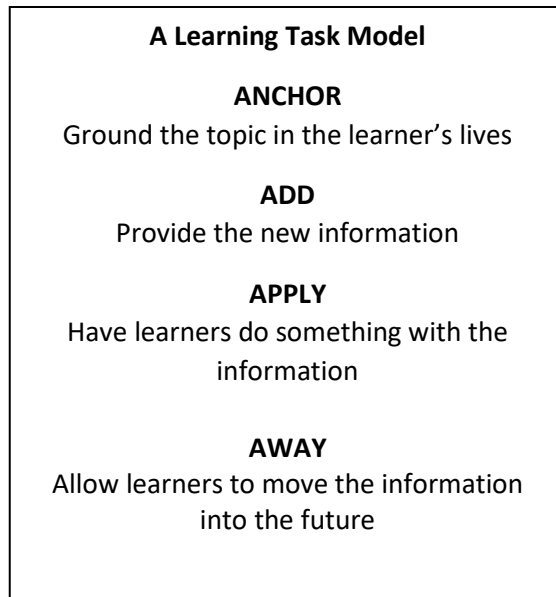 A Learning Task Model
ANCHOR
Ground the topic in the learner’s lives
ADD
Provide the new information
APPLY
Have learners do something with the
information
AWAY
Allow learners to move the information
into the future